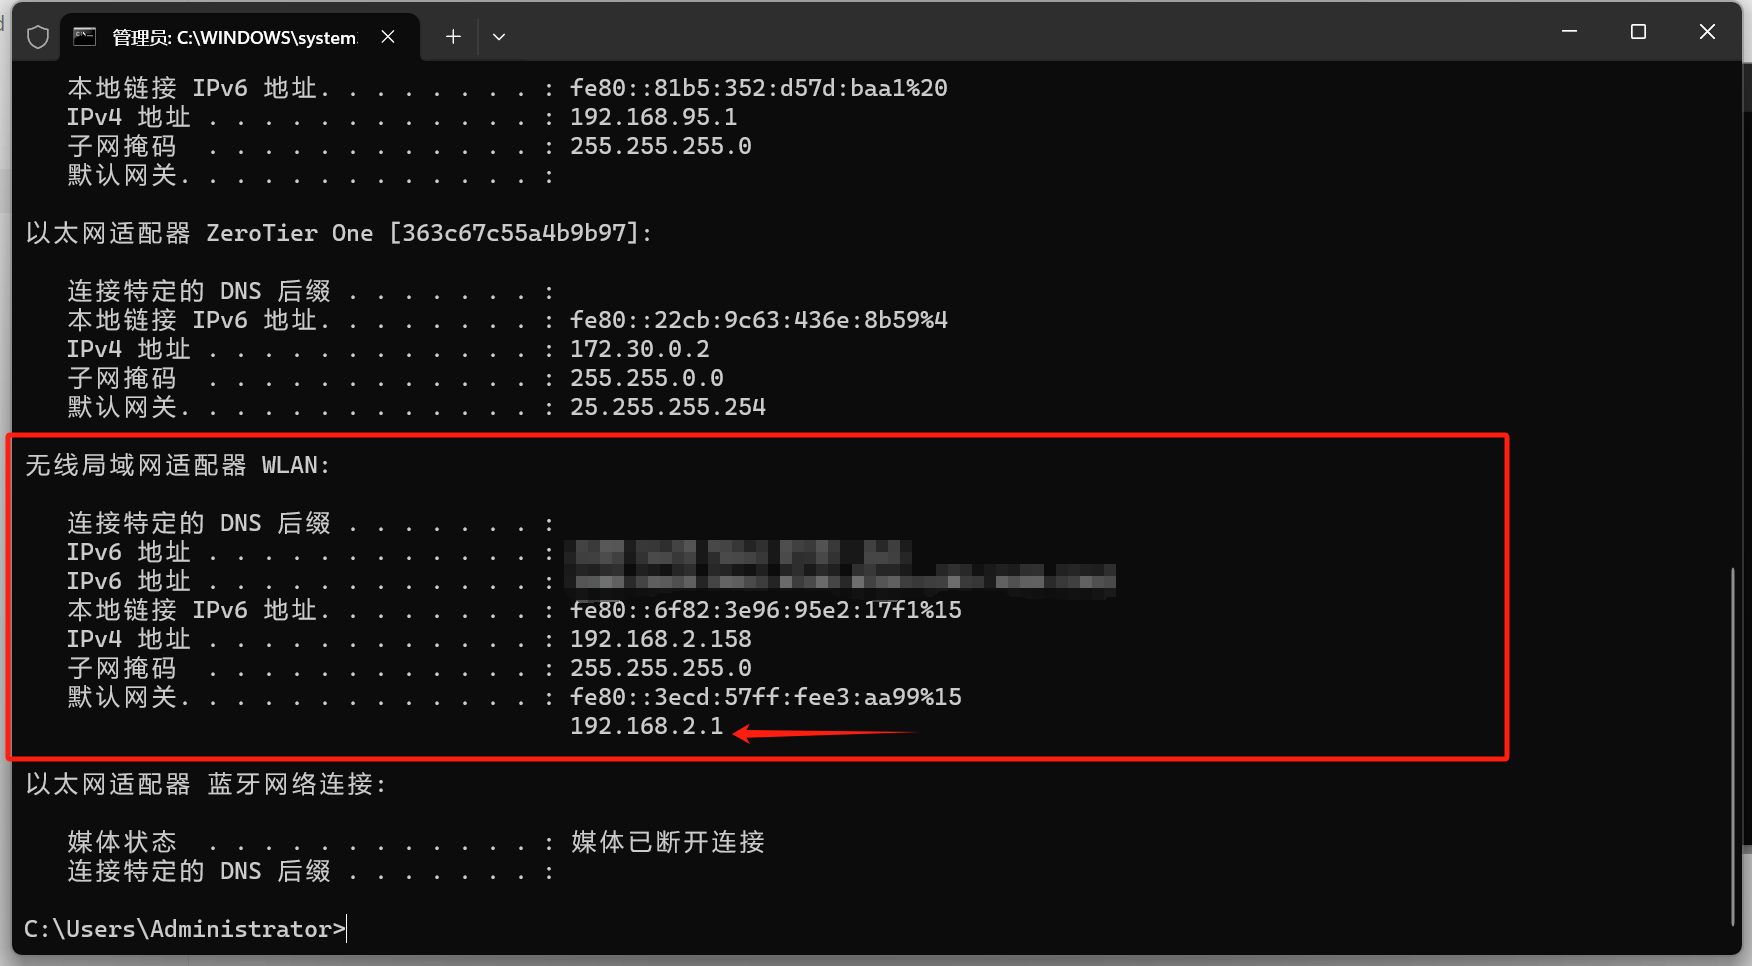 管理员: C:\WINDOWS\system
本地链接 IPv6 地址. . . . . . . . : fe80::81b5:352:d57d:baa1%20
IPv4 地址 . . . . . . . . . . . . : 192.168.95.1
子网掩码  . . . . . . . . . . . . : 255.255.255.0
默认网关. . . . . . . . . . . . . :
以太网适配器 ZeroTier One [363c67c55a4b9b97]:
连接特定的 DNS 后缀 . . . . . . . :
本地链接 IPv6 地址. . . . . . . . : fe80::22cb:9c63:436e:8b59%4
IPv4 地址 . . . . . . . . . . . . : 172.30.0.2
子网掩码  . . . . . . . . . . . . : 255.255.0.0
默认网关. . . . . . . . . . . . . : 25.255.255.254
无线局域网适配器 WLAN:
连接特定的 DNS 后缀 . . . . . . . :
IPv6 地址 . . . . . . . . . . . . :
IPv6 地址 . . . . . . . . . . . . :
本地链接 IPv6 地址. . . . . . . . : fe80::6f82:3e96:95e2:17f1%15
IPv4 地址 . . . . . . . . . . . . : 192.168.2.158
子网掩码  . . . . . . . . . . . . : 255.255.255.0
默认网关. . . . . . . . . . . . . : fe80::3ecd:57ff:fee3:aa99%15
192.168.2.1
以太网适配器 蓝牙网络连接:
媒体状态  . . . . . . . . . . . . : 媒体已断开连接
连接特定的 DNS 后缀 . . . . . . . :
C:\Users\Administrator>